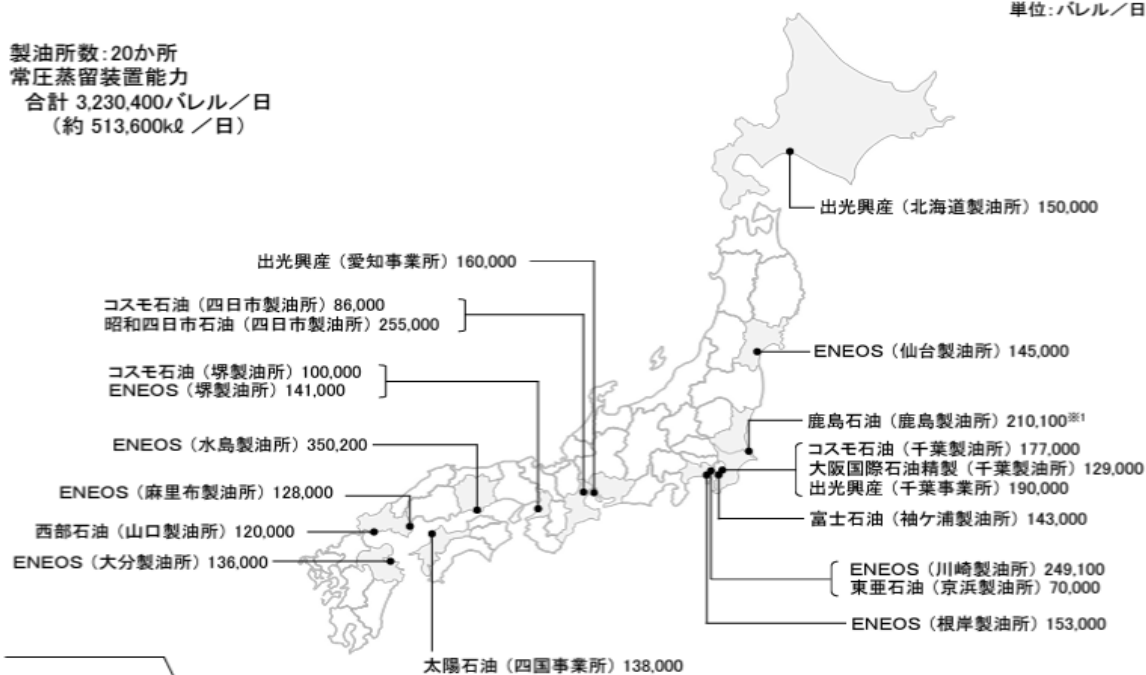 単位:バレル/日
製油所数:20か所
常圧蒸留装置能力
合計 3,230,400バレル/日
(約 513,600kℓ /日)
出光興産(北海道製油所)150,000
出光興産(愛知事業所)160,000
コスモ石油(四日市製油所)86,000
昭和四日市石油(四日市製油所)255,000
ENEOS(仙台製油所)145,000
コスモ石油(堺製油所)100,000
ENEOS(堺製油所)141,000
鹿島石油(鹿島製油所)210,100※1
ENEOS(水島製油所)350,200
コスモ石油(千葉製油所)177,000
大阪国際石油精製(千葉製油所)129,000
出光興産(千葉事業所)190,000
ENEOS(麻里布製油所)128,000
富士石油(袖ケ浦製油所)143,000
西部石油(山口製油所)120,000
ENEOS(大分製油所)136,000
ENEOS(川崎製油所)249,100
東亜石油(京浜製油所)70,000
ENEOS(根岸製油所)153,000
太陽石油(四国事業所)138,000